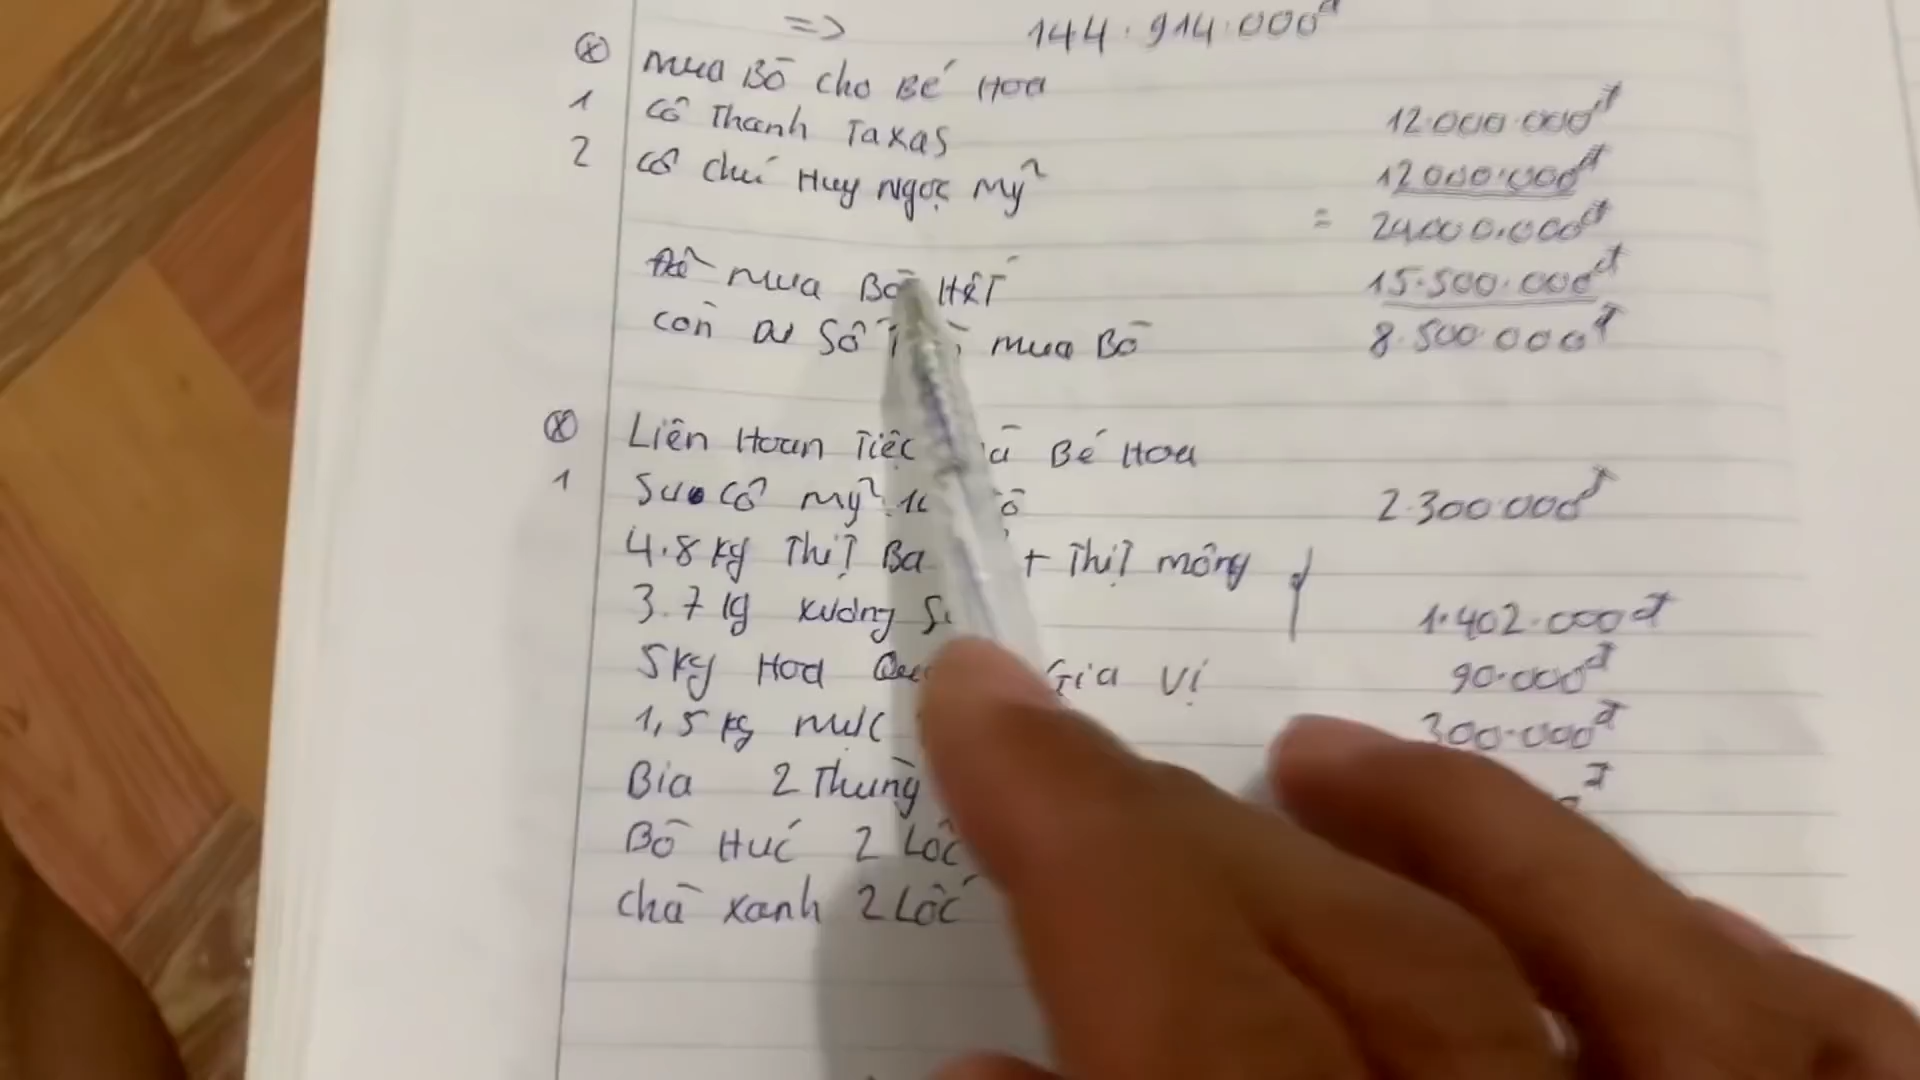 => 144.914.000đ
Ⓧ Mua Bò cho Bé Hoa
1 Cô Thanh Taxas 12.000.000đ
2 Cô chú Huy Ngọc Mỹ 12.000.000đ
= 24.000.000đ
Đã mua Bò Hết 15.500.000đ
còn Dư Số mua Bò 8.500.000đ
Ⓧ Liên Hoan Tiệc Bé Hoa
1 Cô Mỹ 2.300.000đ
4.8 kg Thịt Ba + Thịt mông
3.7 kg xương 1.402.000đ
5kg Hoa Gia Vị 90.000đ
1,5 kg mực 300.000đ
Bia 2 Thùng đ
Bò Húc 2 Lốc
Chà xanh 2 Lốc